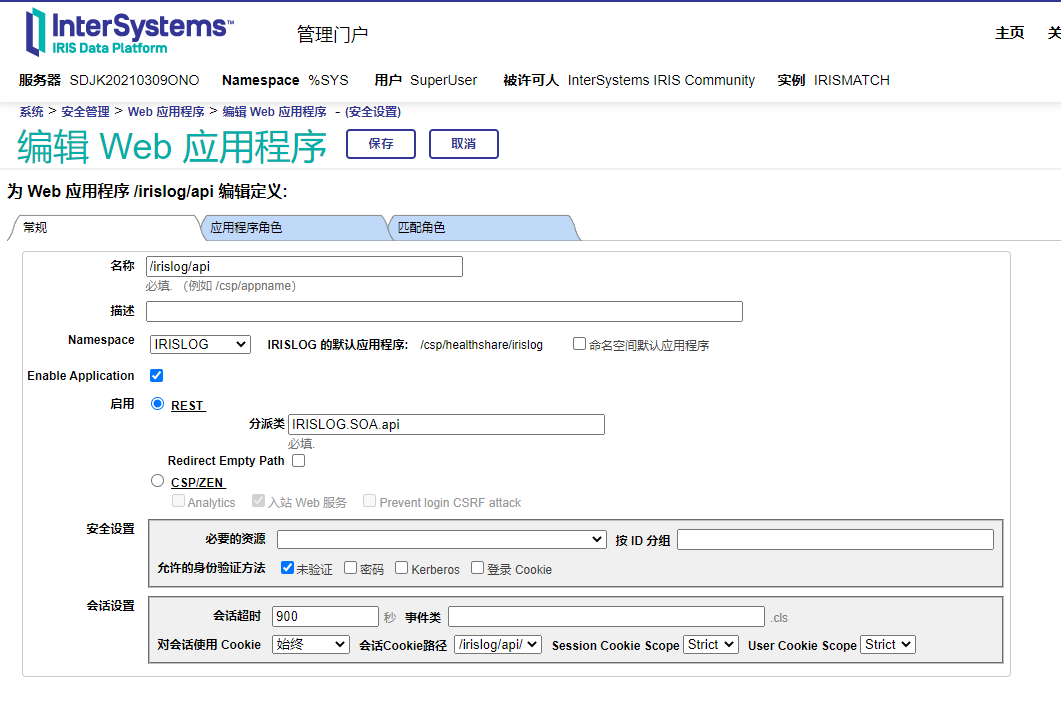 InterSystems™
IRIS Data Platform
管理门户
主页
服务器 SDJK20210309ONO Namespace %SYS 用户 SuperUser 被许可人 InterSystems IRIS Community 实例 IRISMATCH
系统 > 安全管理 > Web 应用程序 > 编辑 Web 应用程序 - (安全设置)
编辑 Web 应用程序 保存 取消
为 Web 应用程序 /irislog/api 编辑定义:
常规 应用程序角色 匹配角色
名称 /irislog/api
必填. （例如 /csp/appname）
描述
Namespace IRISLOG IRISLOG 的默认应用程序: /csp/healthshare/irislog 命名空间默认应用程序
Enable Application
启用 REST
分派类 IRISLOG.SOA.api
必填.
Redirect Empty Path
CSP/ZEN
Analytics 入站 Web 服务 Prevent login CSRF attack
安全设置
必要的资源 按 ID 分组
允许的身份验证方法 未验证 密码 Kerberos 登录 Cookie
会话设置
会话超时 900 秒 事件类 .cls
对会话使用 Cookie 始终 会话Cookie路径 /irislog/api/ Session Cookie Scope Strict User Cookie Scope Strict